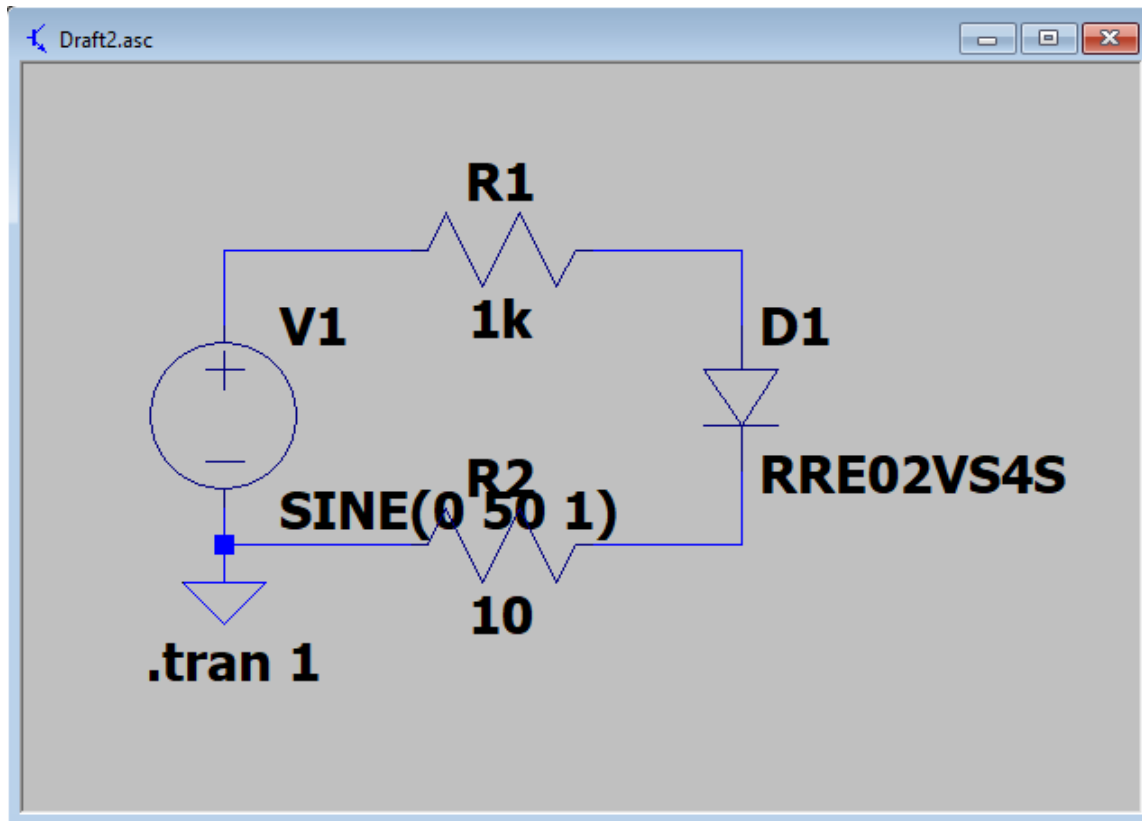 Draft2.asc
R1
1k
V1
D1
R2
RRE02VS4S
SINE(0 50 1)
10
.tran 1